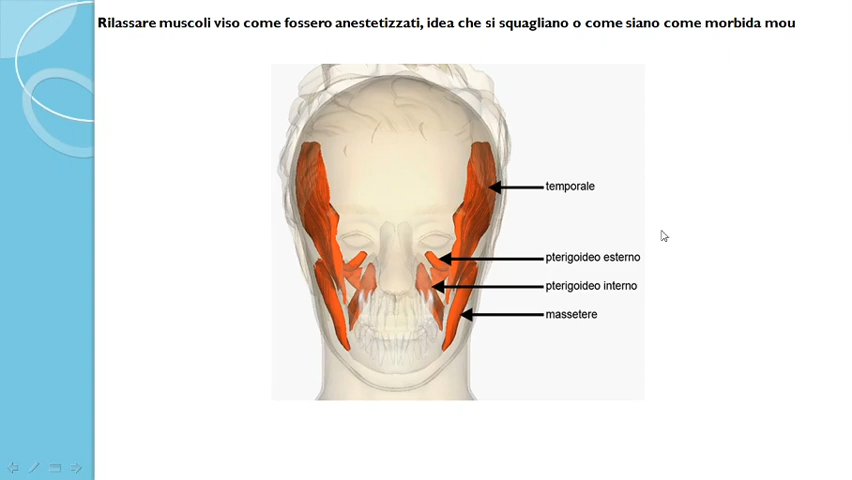 Rilassare muscoli viso come fossero anestetizzati, idea che si squagliano o come siano come morbida mou
temporale
pterigoideo esterno
pterigoideo interno
massetere